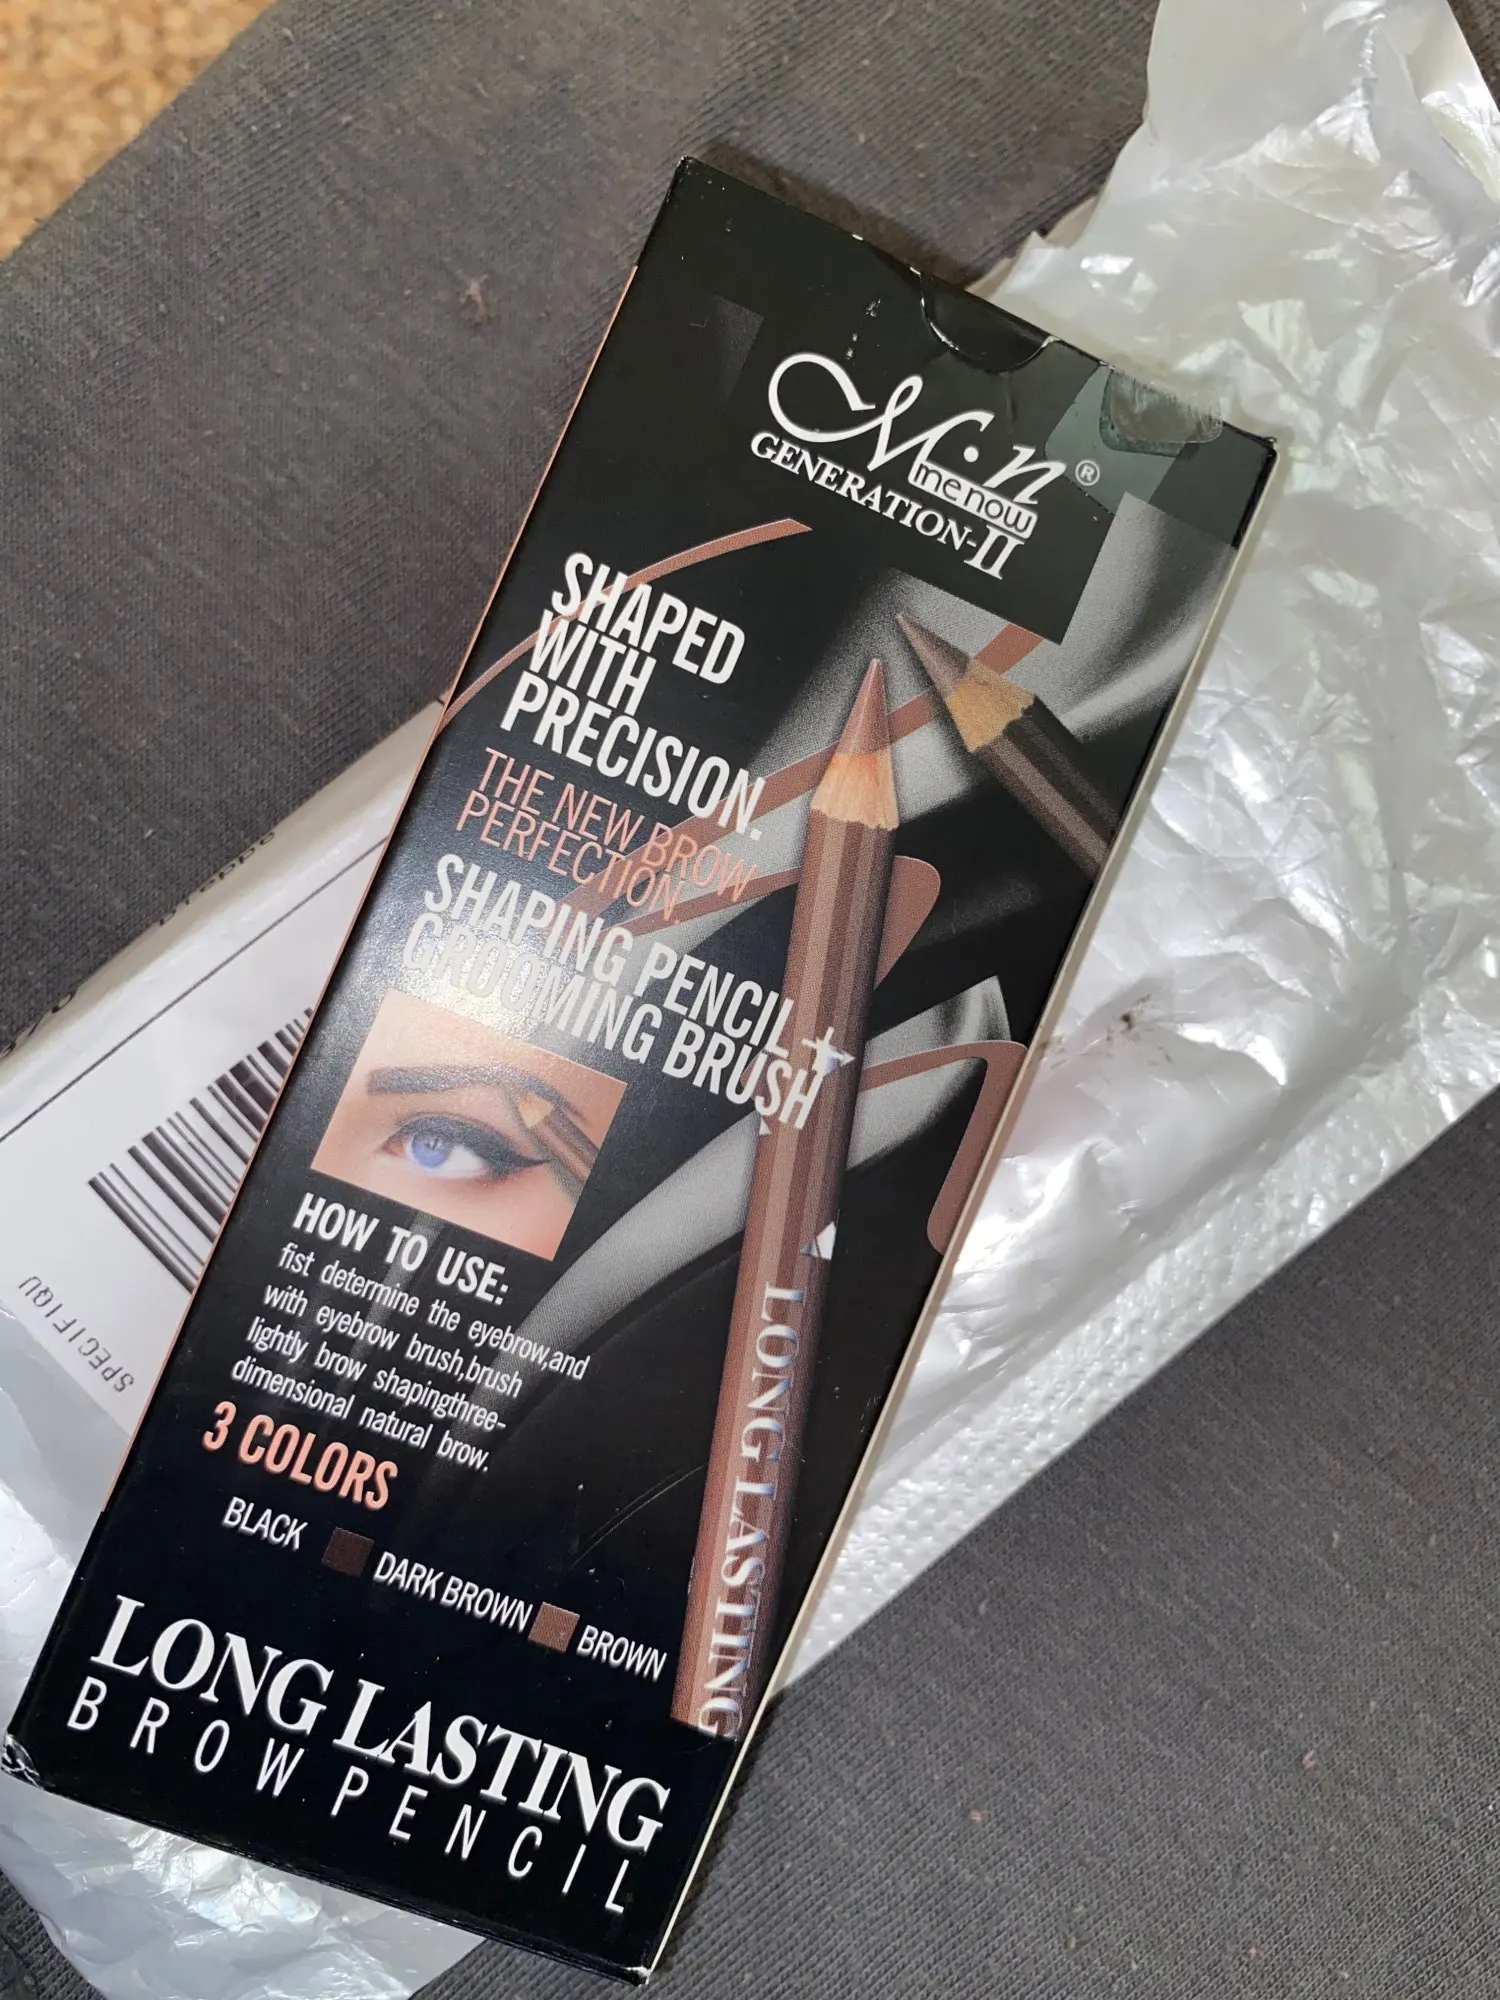 M·n®
me now
GENERATION-II
SHAPED
WITH
PRECISION.
THE NEW BROW
PERFECTION.
SHAPING PENCIL +
GROOMING BRUSH
HOW TO USE:
fist determine the eyebrow,and
with eyebrow brush,brush
lightly brow shapingthree-
dimensional natural brow.
3 COLORS
BLACK
DARK BROWN
BROWN
LONG LASTING
BROWPENCIL
LONG LASTING
SPECIFIQU